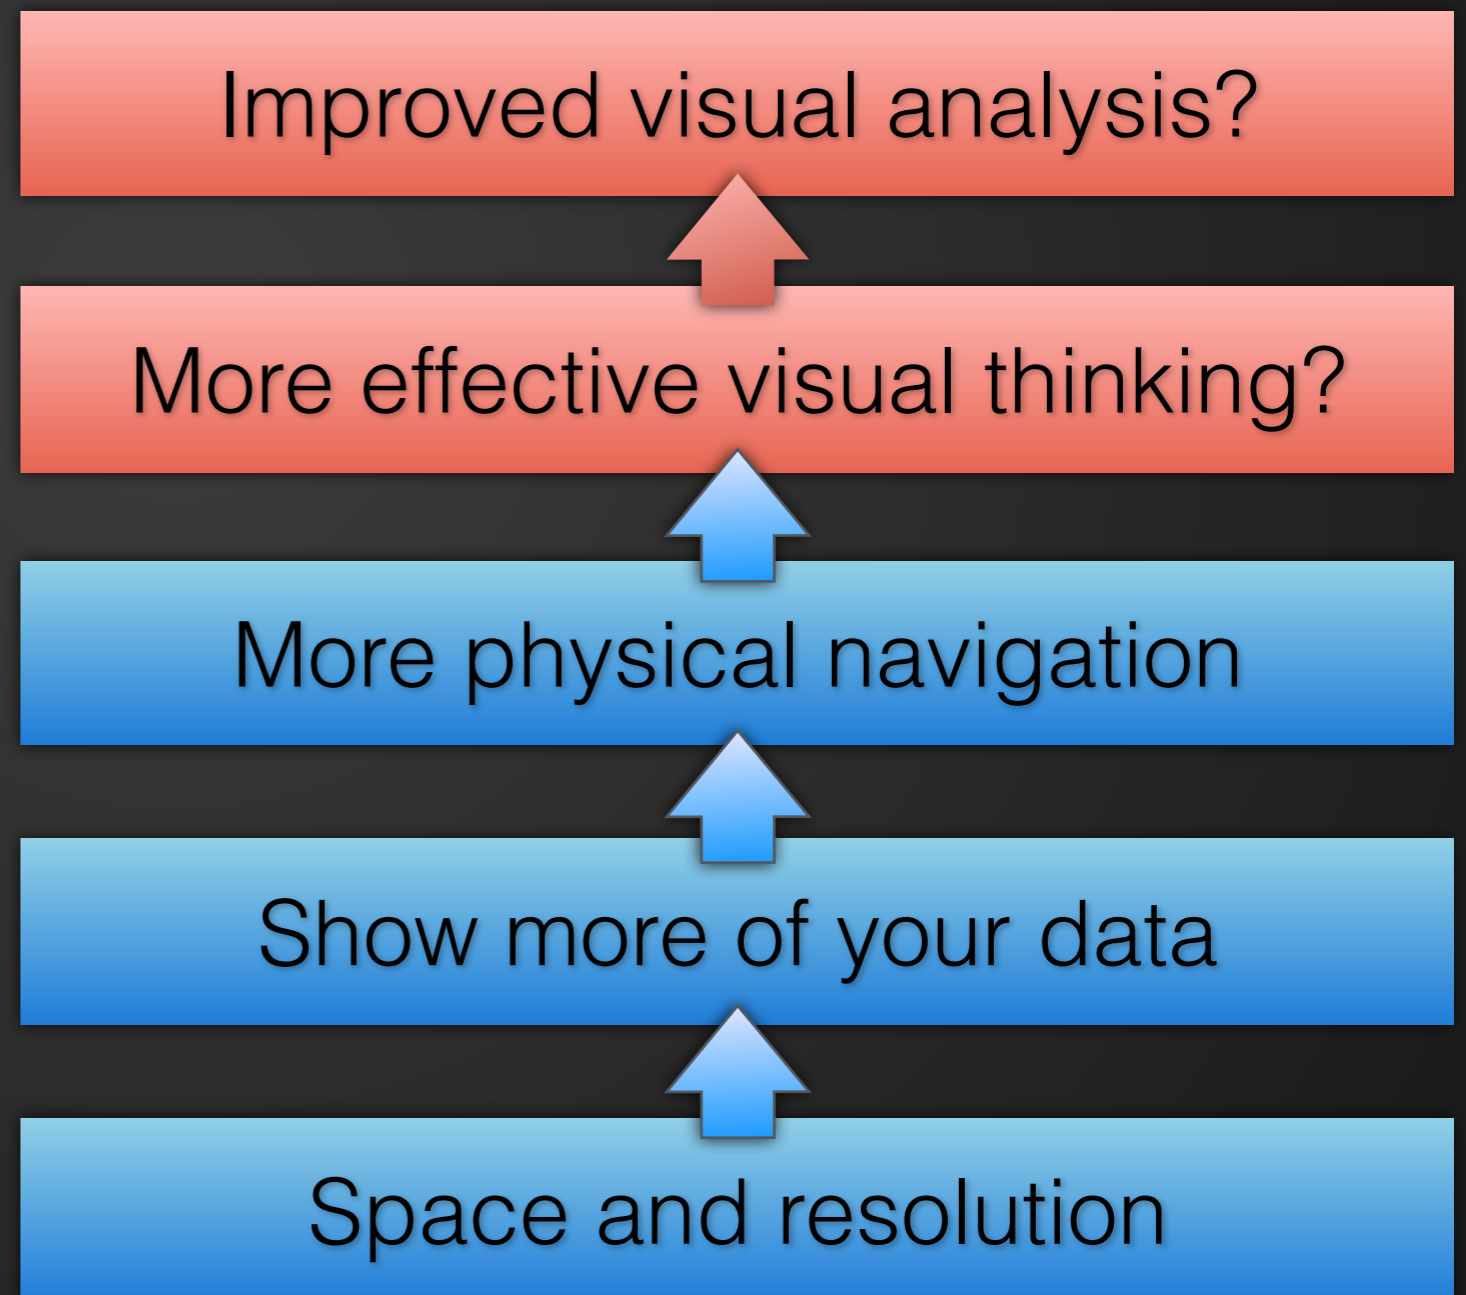 Improved visual analysis?
More effective visual thinking?
More physical navigation
Show more of your data
Space and resolution